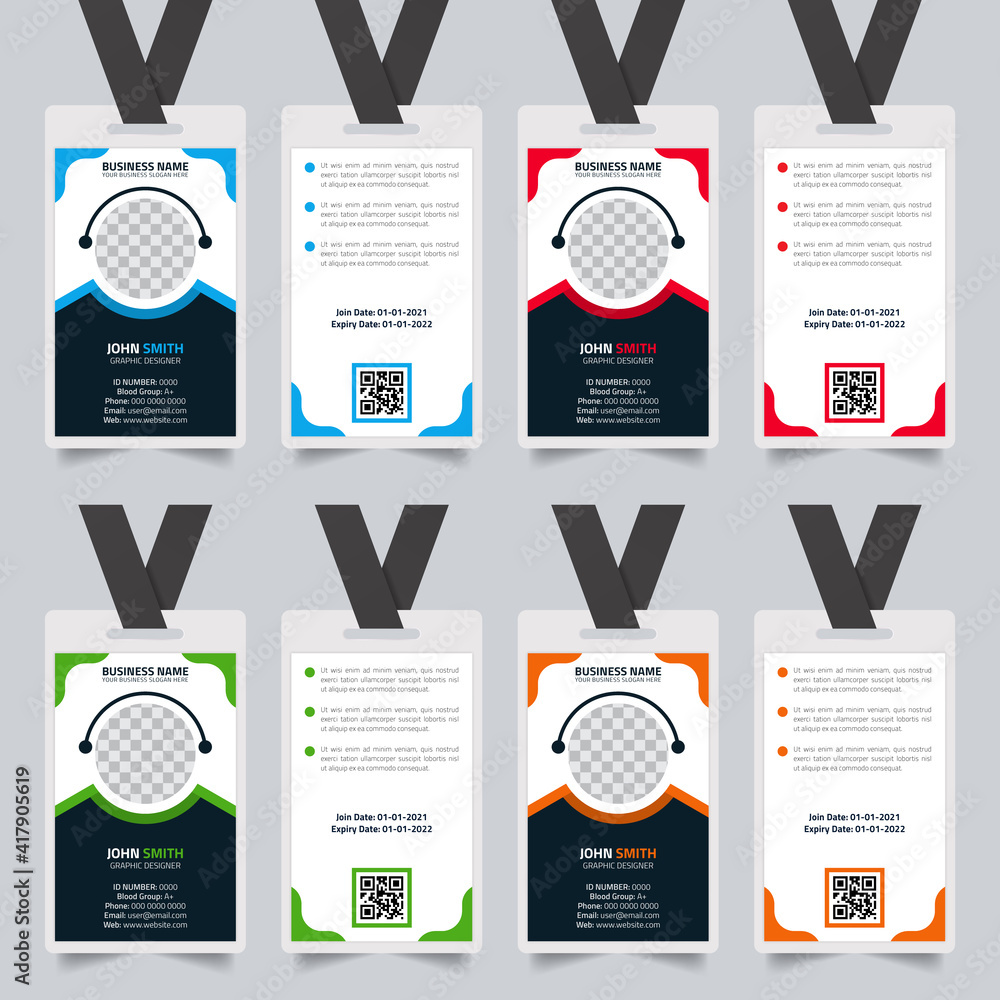 BUSINESS NAME
YOUR BUSINESS SLOGAN HERE
JOHN SMITH
GRAPHIC DESIGNER
ID NUMBER: 0000
Blood Group: A+
Phone: 000 0000 0000
Email: user@email.com
Web: www.website.com
Ut wisi enim ad minim veniam, quis nostrud
exerci tation ullamcorper suscipit lobortis nisl
ut aliquip ex ea commodo consequat.
Ut wisi enim ad minim veniam, quis nostrud
exerci tation ullamcorper suscipit lobortis nisl
ut aliquip ex ea commodo consequat.
Ut wisi enim ad minim veniam, quis nostrud
exerci tation ullamcorper suscipit lobortis nisl
ut aliquip ex ea commodo consequat.
Join Date: 01-01-2021
Expiry Date: 01-01-2022
BUSINESS NAME
YOUR BUSINESS SLOGAN HERE
JOHN SMITH
GRAPHIC DESIGNER
ID NUMBER: 0000
Blood Group: A+
Phone: 000 0000 0000
Email: user@email.com
Web: www.website.com
Ut wisi enim ad minim veniam, quis nostrud
exerci tation ullamcorper suscipit lobortis nisl
ut aliquip ex ea commodo consequat.
Ut wisi enim ad minim veniam, quis nostrud
exerci tation ullamcorper suscipit lobortis nisl
ut aliquip ex ea commodo consequat.
Ut wisi enim ad minim veniam, quis nostrud
exerci tation ullamcorper suscipit lobortis nisl
ut aliquip ex ea commodo consequat.
Join Date: 01-01-2021
Expiry Date: 01-01-2022
BUSINESS NAME
YOUR BUSINESS SLOGAN HERE
JOHN SMITH
GRAPHIC DESIGNER
ID NUMBER: 0000
Blood Group: A+
Phone: 000 0000 0000
Email: user@email.com
Web: www.website.com
Ut wisi enim ad minim veniam, quis nostrud
exerci tation ullamcorper suscipit lobortis nisl
ut aliquip ex ea commodo consequat.
Ut wisi enim ad minim veniam, quis nostrud
exerci tation ullamcorper suscipit lobortis nisl
ut aliquip ex ea commodo consequat.
Ut wisi enim ad minim veniam, quis nostrud
exerci tation ullamcorper suscipit lobortis nisl
ut aliquip ex ea commodo consequat.
Join Date: 01-01-2021
Expiry Date: 01-01-2022
BUSINESS NAME
YOUR BUSINESS SLOGAN HERE
JOHN SMITH
GRAPHIC DESIGNER
ID NUMBER: 0000
Blood Group: A+
Phone: 000 0000 0000
Email: user@email.com
Web: www.website.com
Ut wisi enim ad minim veniam, quis nostrud
exerci tation ullamcorper suscipit lobortis nisl
ut aliquip ex ea commodo consequat.
Ut wisi enim ad minim veniam, quis nostrud
exerci tation ullamcorper suscipit lobortis nisl
ut aliquip ex ea commodo consequat.
Ut wisi enim ad minim veniam, quis nostrud
exerci tation ullamcorper suscipit lobortis nisl
ut aliquip ex ea commodo consequat.
Join Date: 01-01-2021
Expiry Date: 01-01-2022
Adobe Stock | #417905619